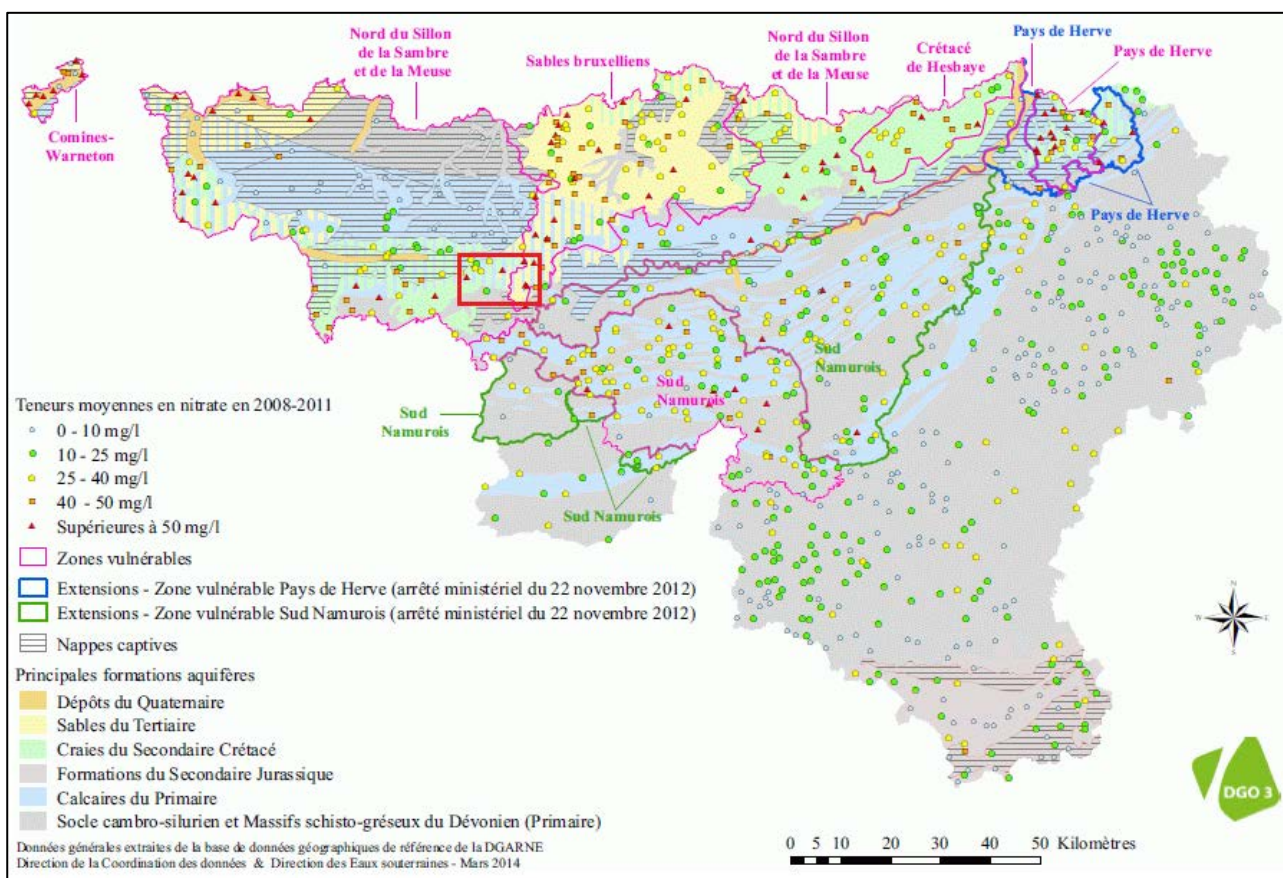 Nord du Sillon
de la Sambre
et de la Meuse
Sables bruxelliens
Nord du Sillon
de la Sambre
et de la Meuse
Crétacé
de Hesbaye
Pays de Herve
Pays de Herve
Comines-
Warneton
Pays de Herve
Sud
Namurois
Sud
Namurois
Sud
Namurois
Sud Namurois
Teneurs moyennes en nitrate en 2008-2011
0 - 10 mg/l
10 - 25 mg/l
25 - 40 mg/l
40 - 50 mg/l
Supérieures à 50 mg/l
Zones vulnérables
Extensions - Zone vulnérable Pays de Herve (arrêté ministériel du 22 novembre 2012)
Extensions - Zone vulnérable Sud Namurois (arrêté ministériel du 22 novembre 2012)
Nappes captives
Principales formations aquifères
Dépôts du Quaternaire
Sables du Tertiaire
Craies du Secondaire Crétacé
Formations du Secondaire Jurassique
Calcaires du Primaire
Socle cambro-silurien et Massifs schisto-gréseux du Dévonien (Primaire)
Données générales extraites de la base de données géographiques de référence de la DGARNE
Direction de la Coordination des données & Direction des Eaux souterraines - Mars 2014
N
W
E
S
DGO 3
0 5 10 20 30 40 50 Kilomètres